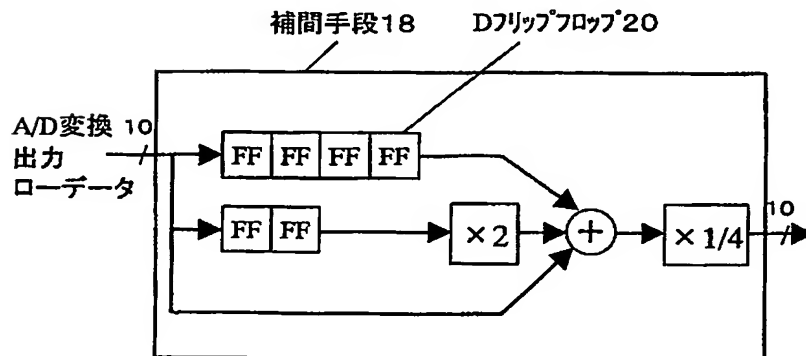 補間手段18
Dフリップフロップ20
A/D変換
出力
ローデータ
10
FF FF FF FF
FF FF
×2
+
×1/4
10